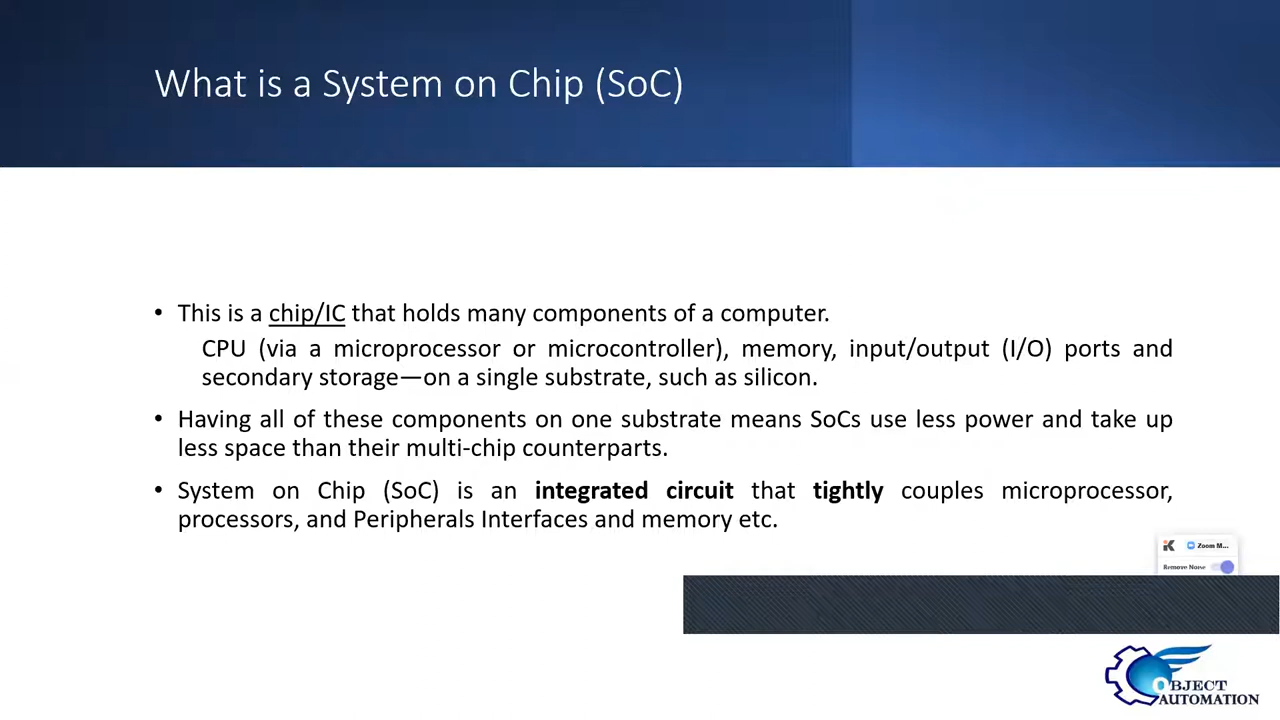 What is a System on Chip (SoC)
• This is a chip/IC that holds many components of a computer.
CPU (via a microprocessor or microcontroller), memory, input/output (I/O) ports and
secondary storage—on a single substrate, such as silicon.
• Having all of these components on one substrate means SoCs use less power and take up
less space than their multi-chip counterparts.
• System on Chip (SoC) is an integrated circuit that tightly couples microprocessor,
processors, and Peripherals Interfaces and memory etc.
Zoom M...
Remove Noise
OBJECT
AUTOMATION